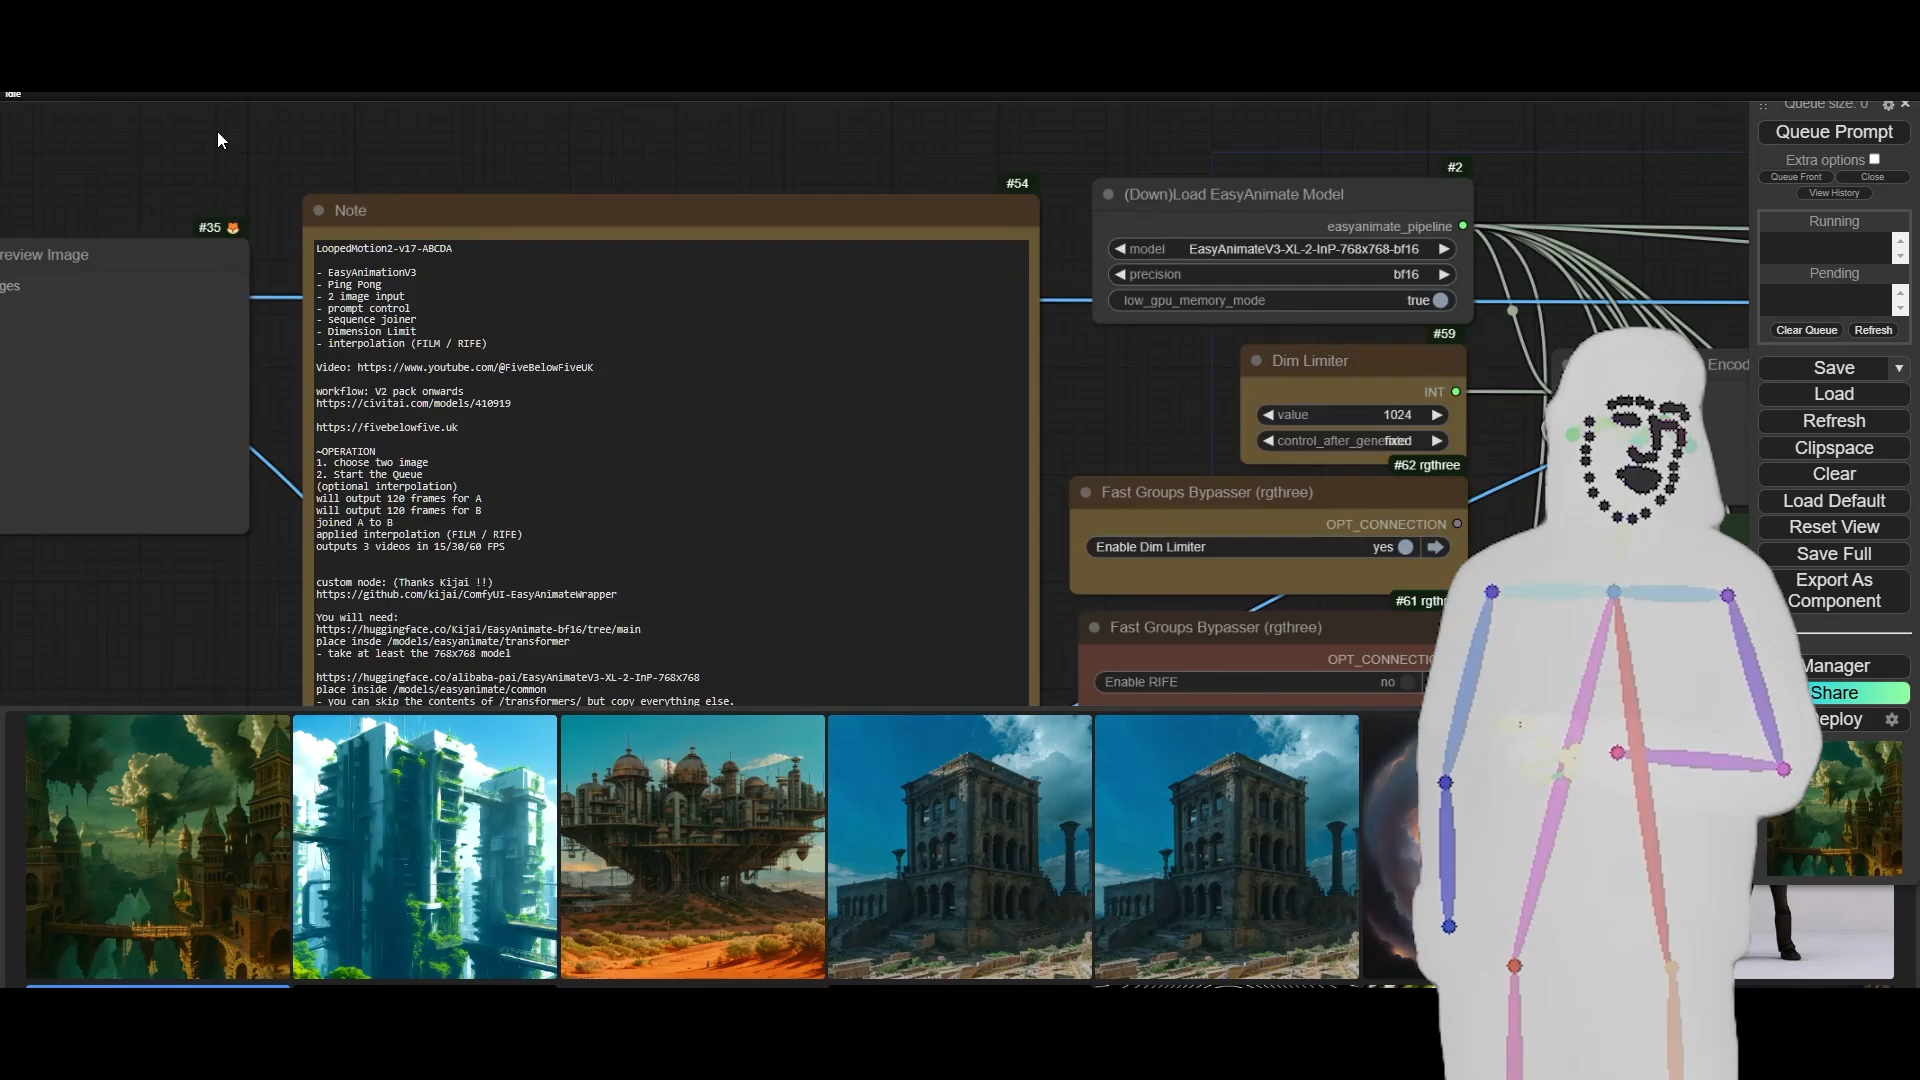 Idle
Queue size: 0
Queue Prompt
Extra options
Queue Front
Close
View History
Running
Pending
Clear Queue
Refresh
Save
Load
Refresh
Clipspace
Clear
Load Default
Reset View
Save Full
Export As
Component
Manager
Share
eploy
#35
review Image
ges
#54
Note
LoopedMotion2-v17-ABCDA
- EasyAnimationV3
- Ping Pong
- 2 image input
- prompt control
- sequence joiner
- Dimension Limit
- interpolation (FILM / RIFE)
Video: https://www.youtube.com/@FiveBelowFiveUK
workflow: V2 pack onwards
https://civitai.com/models/410919
https://fivebelowfive.uk
~OPERATION
1. choose two image
2. Start the Queue
(optional interpolation)
will output 120 frames for A
will output 120 frames for B
joined A to B
applied interpolation (FILM / RIFE)
outputs 3 videos in 15/30/60 FPS
custom node: (Thanks Kijai !!)
https://github.com/kijai/ComfyUI-EasyAnimateWrapper
You will need:
https://huggingface.co/Kijai/EasyAnimate-bf16/tree/main
place insde /models/easyanimate/transformer
- take at least the 768x768 model
https://huggingface.co/alibaba-pai/EasyAnimateV3-XL-2-InP-768x768
place inside /models/easyanimate/common
- you can skip the contents of /transformers/ but copy everything else.
#2
(Down)Load EasyAnimate Model
easyanimate_pipeline
model EasyAnimateV3-XL-2-InP-768x768-bf16
precision bf16
low_gpu_memory_mode true
#59
Dim Limiter
INT
value 1024
control_after_gene fixed
#62 rgthree
Fast Groups Bypasser (rgthree)
OPT_CONNECTION
Enable Dim Limiter yes
#61 rgth
Fast Groups Bypasser (rgthree)
OPT_CONNECTIO
Enable RIFE no
Encod